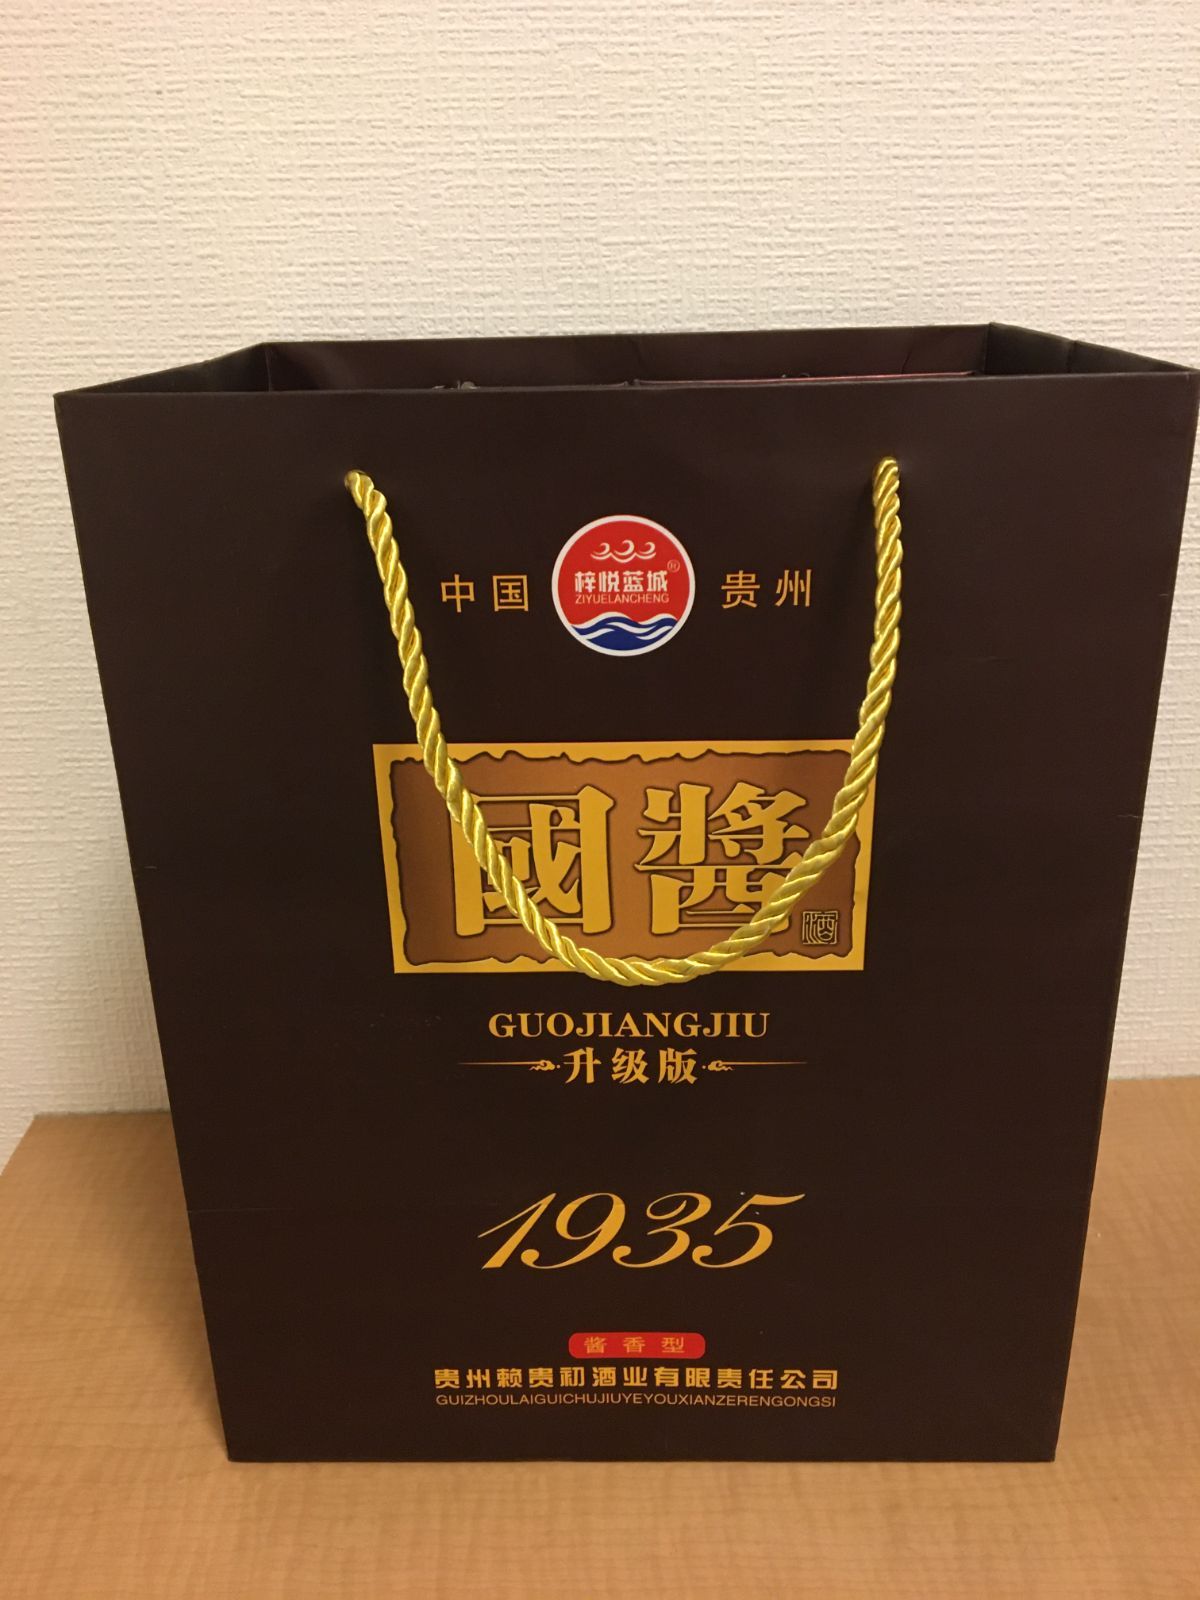 中国 梓悦蓝城® 贵州
ZIYUELANCHENG
國醬
酒
GUOJIANGJIU
升级版
1935
酱香型
贵州赖贵初酒业有限责任公司
GUIZHOULAIGUICHUJIUYEYOUXIANZERENGONGSI